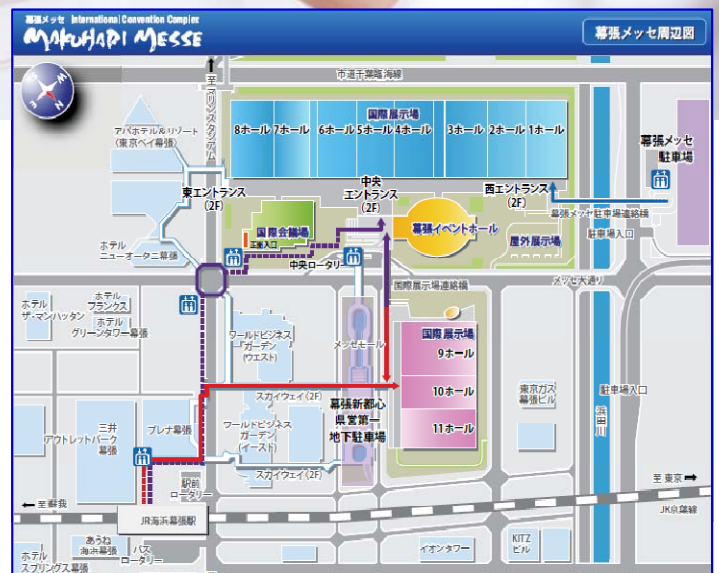 幕張メッセ International Convention Complex
MAKUHARI MESSE
幕張メッセ周辺図
市道千葉臨海線
至マリンスタジアム
国際展示場
8ホール
7ホール
6ホール
5ホール
4ホール
3ホール
2ホール
1ホール
アパホテル&リゾート
(東京ベイ幕張)
幕張メッセ
駐車場
東エントランス
(2F)
中央
エントランス
(2F)
西エントランス
(2F)
国際会議場
正面入口
幕張イベントホール
屋外展示場
幕張メッセ駐車場連絡橋
駐車場入口
ホテル
ニューオータニ幕張
中央ロータリー
国際展示場連絡橋
メッセ大通り
ホテル
ザ・マンハッタン
ホテル
フランクス
ホテル
グリーンタワー幕張
ワールドビジネス
ガーデン
(ウエスト)
メッセモール
国際展示場
9ホール
10ホール
11ホール
スカイウェイ(2F)
東京ガス
幕張ビル
駐車場入口
浜田川
三井
アウトレットパーク
幕張
プレナ幕張
ワールドビジネス
ガーデン
(イースト)
幕張新都心
県営第一
地下駐車場
スカイウェイ(2F)
駅前
ロータリー
至 東京
至 蘇我
JR海浜幕張駅
JR京葉線
あうね
海浜幕張
バス
ロータリー
ホテル
スプリングス幕張
イオンタワー
KITZ
ビル